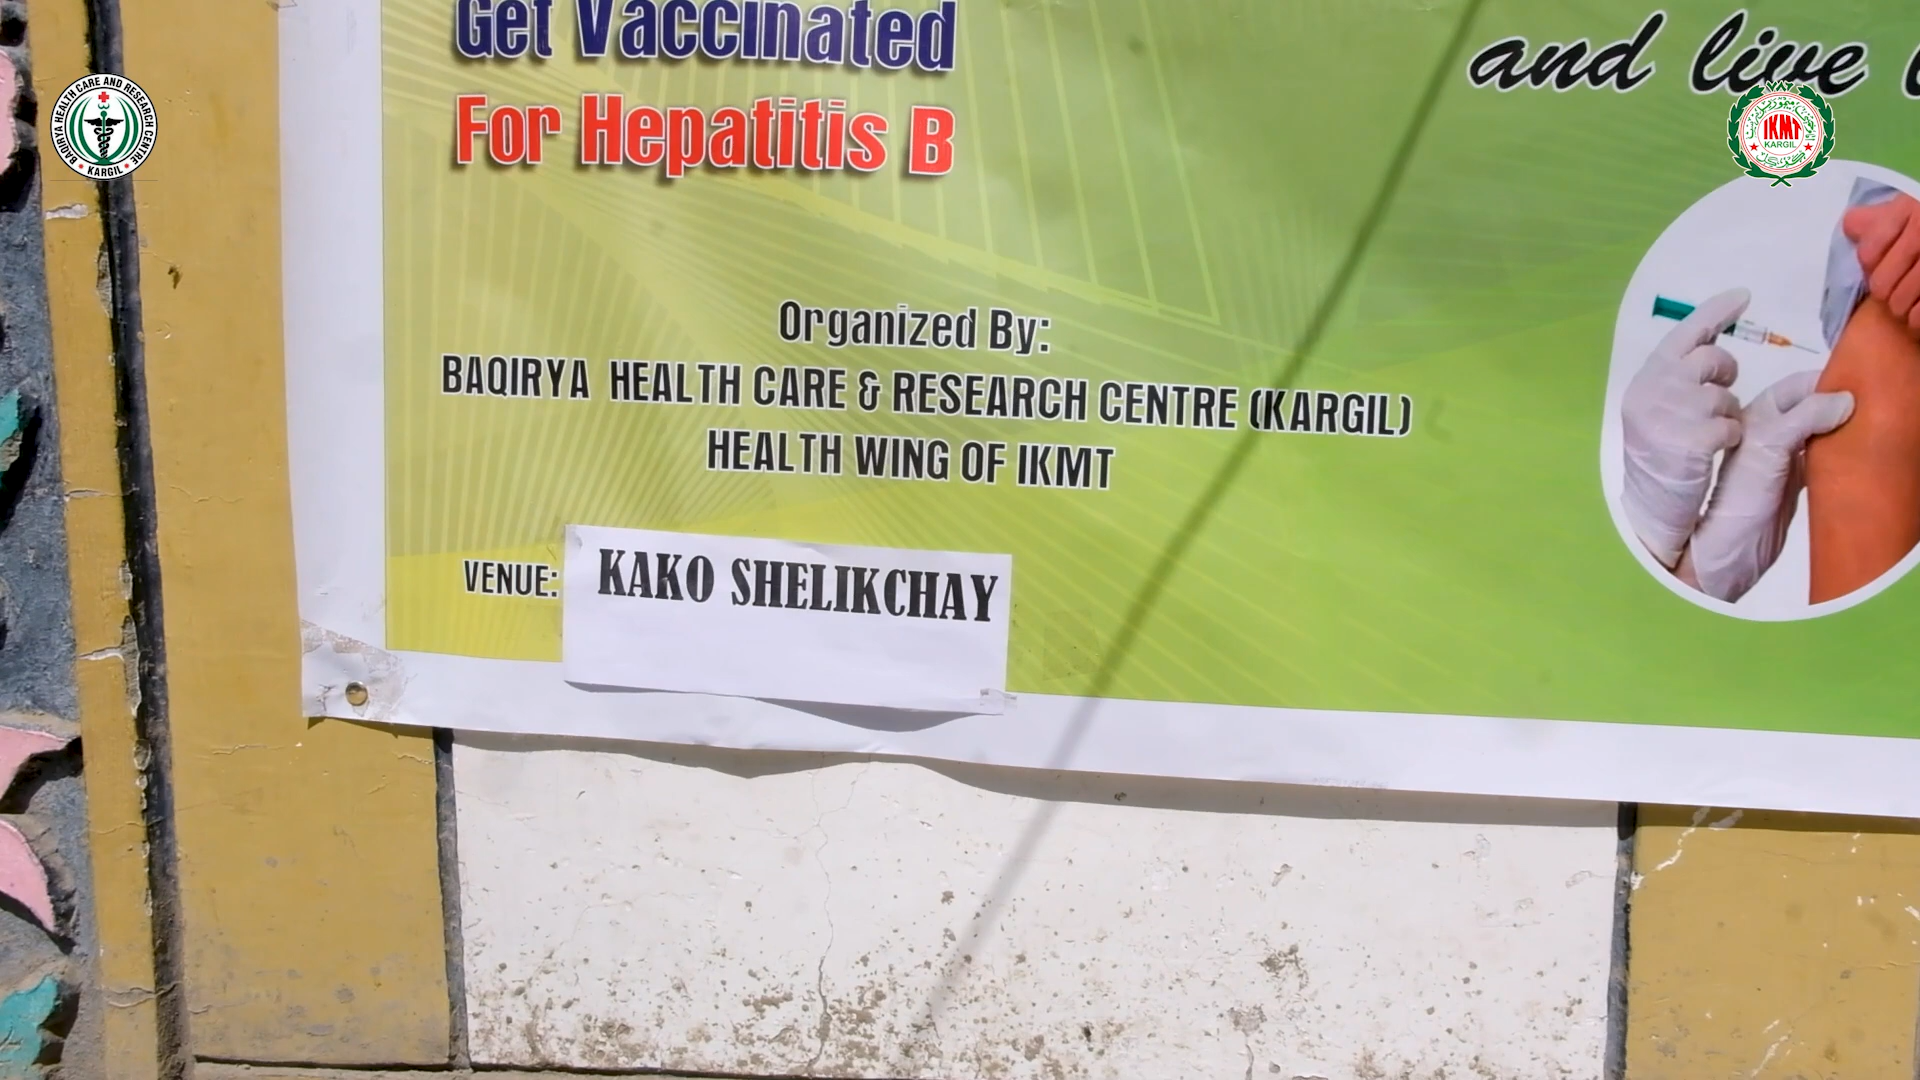 Get Vaccinated
For Hepatitis B
and live
Organized By:
BAQIRYA HEALTH CARE & RESEARCH CENTRE (KARGIL)
HEALTH WING OF IKMT
VENUE: KAKO SHELIKCHAY
BAQIRYA HEALTH CARE AND RESEARCH CENTRE
KARGIL
IKMT
KARGIL